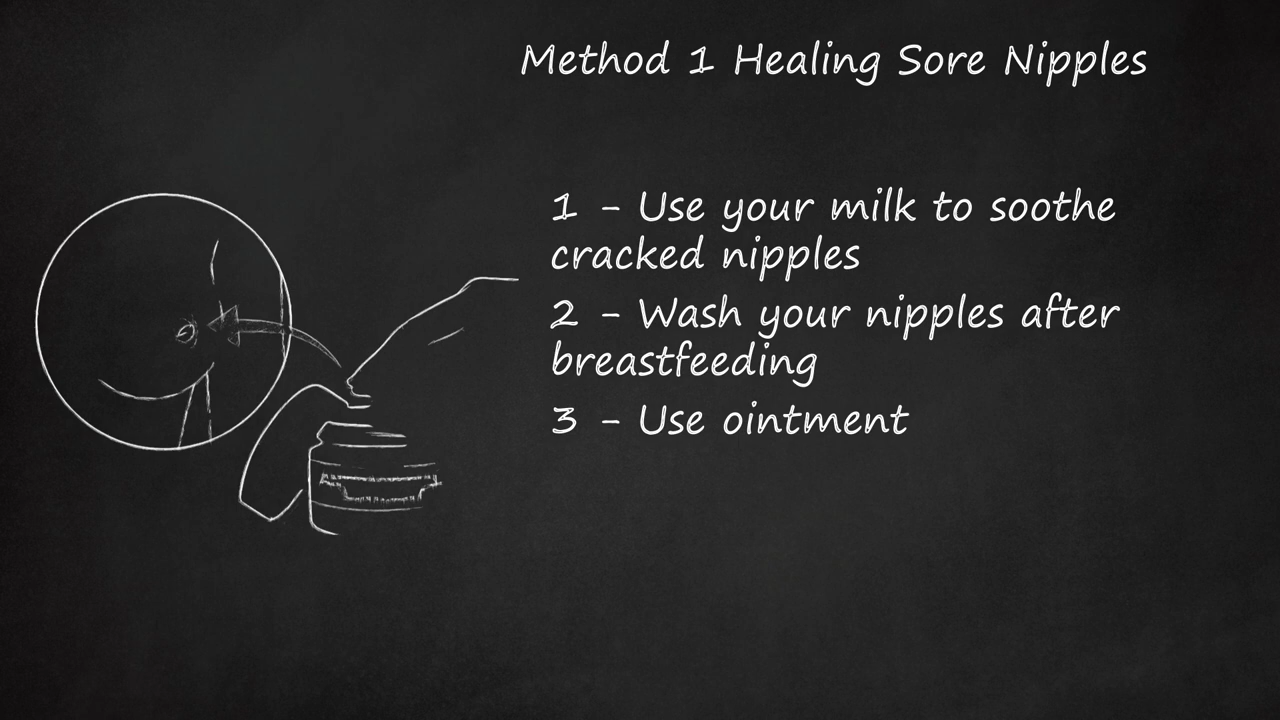 Method 1 Healing Sore Nipples
1 - Use your milk to soothe
cracked nipples
2 - Wash your nipples after
breastfeeding
3 - Use ointment